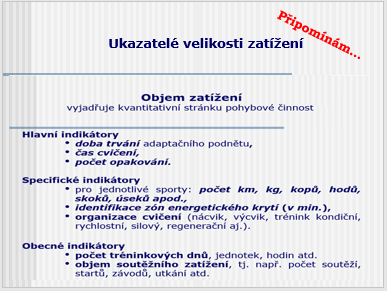 Připomínám...
Ukazatelé velikosti zatížení
Objem zatížení
vyjadřuje kvantitativní stránku pohybové činnost
Hlavní indikátory
• doba trvání adaptačního podnětu,
• čas cvičení,
• počet opakování.
Specifické indikátory
• pro jednotlivé sporty: počet km, kg, kopů, hodů,
skoků, úseků apod.,
• identifikace zón energetického krytí (v min.),
• organizace cvičení (nácvik, výcvik, trénink kondiční,
rychlostní, silový, regenerační aj.).
Obecné indikátory
• počet tréninkových dnů, jednotek, hodin atd.
• objem soutěžního zatížení, tj. např. počet soutěží,
startů, závodů, utkání atd.